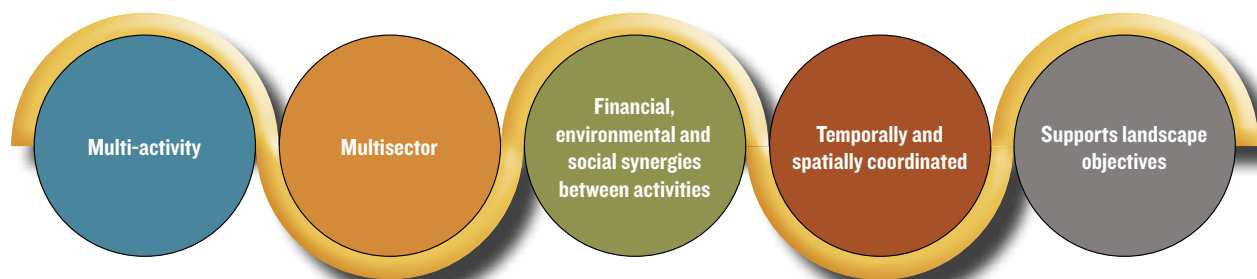 Multi-activity
Multisector
Financial,
environmental and
social synergies
between activities
Temporally and
spatially coordinated
Supports landscape
objectives